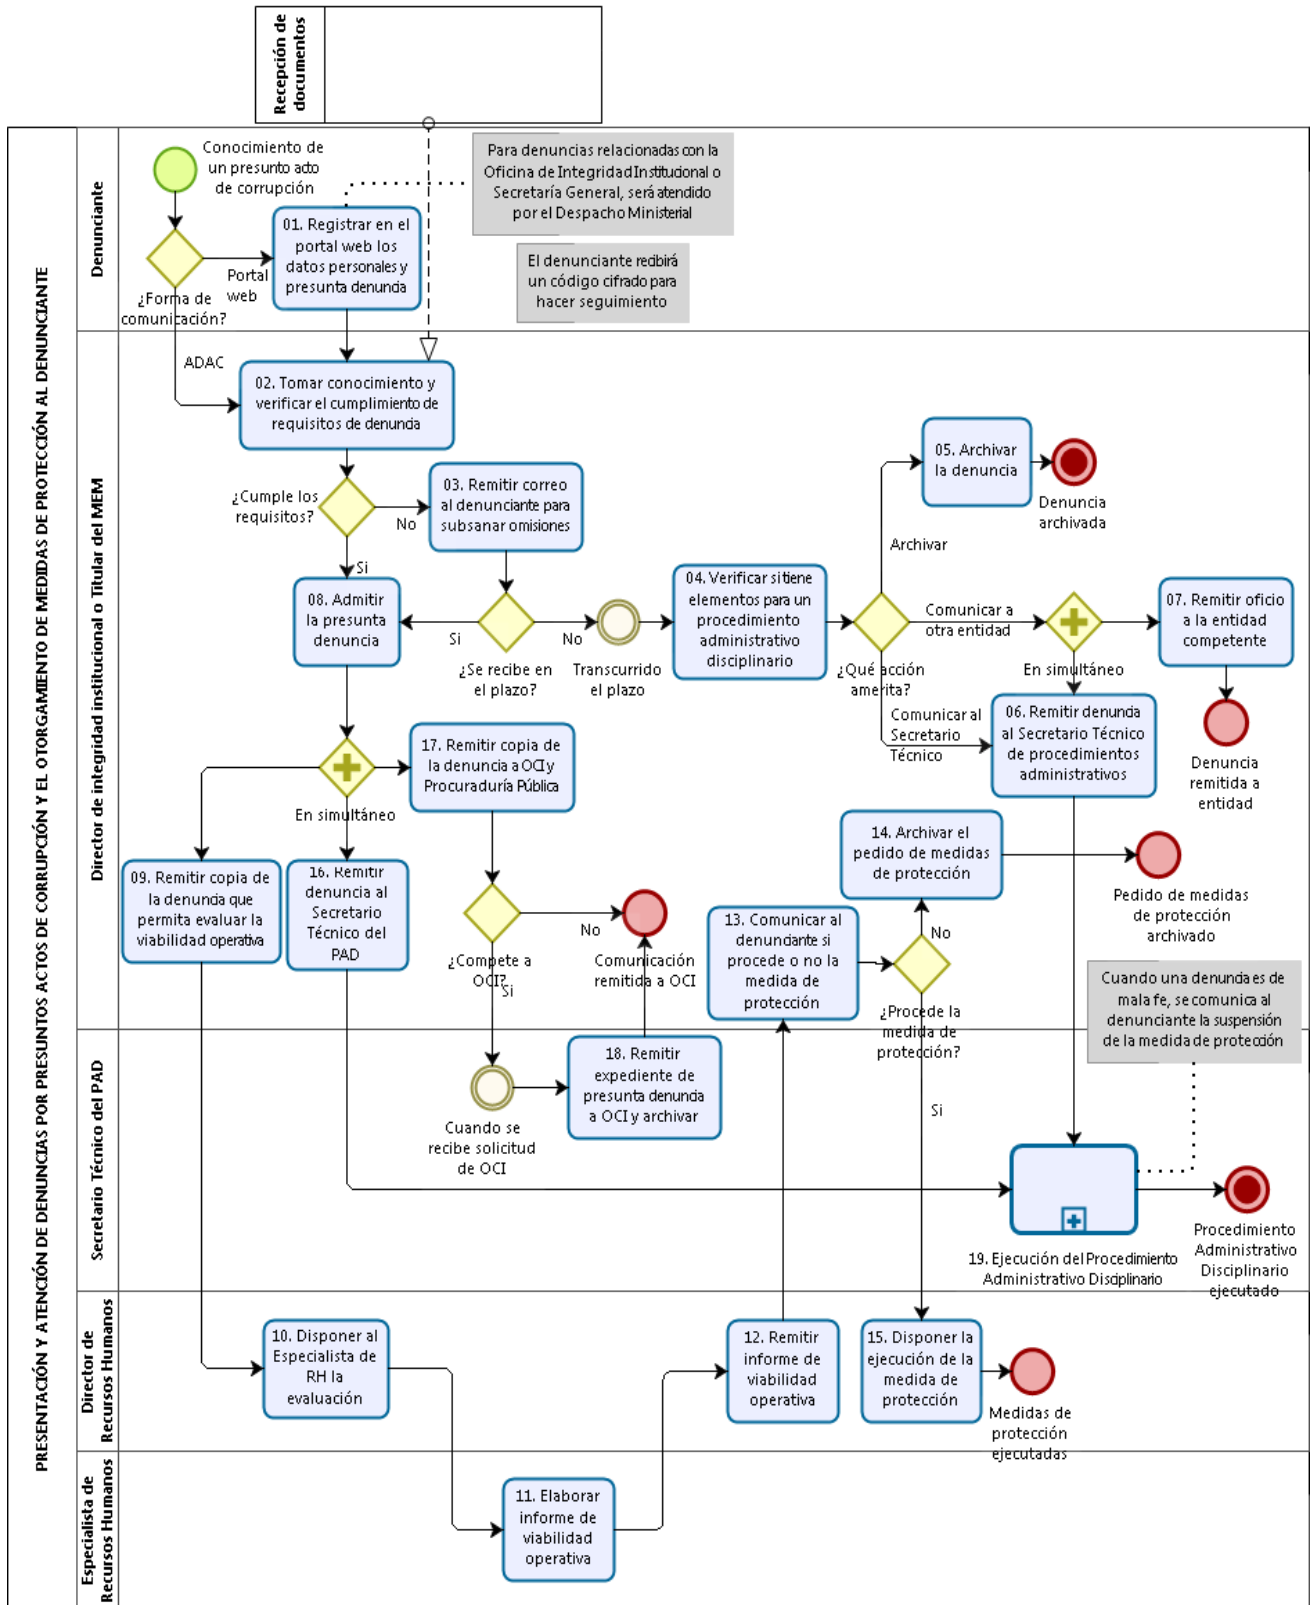 Recepción de
documentos
PRESENTACIÓN Y ATENCIÓN DE DENUNCIAS POR PRESUNTOS ACTOS DE CORRUPCIÓN Y EL OTORGAMIENTO DE MEDIDAS DE PROTECCIÓN AL DENUNCIANTE
Denunciante
Conocimiento de
un presunto acto
de corrupción
¿Forma de
comunicación?
Portal
web
ADAC
01. Registrar en el
portal web los
datos personales y
presunta denuncia
Para denuncias relacionadas con la
Oficina de Integridad Institucional o
Secretaría General, será atendido
por el Despacho Ministerial
El denunciante recibirá
un código cifrado para
hacer seguimiento
Director de integridad institucional o Titular del MEM
02. Tomar conocimiento y
verificar el cumplimiento de
requisitos de denuncia
¿Cumple los
requisitos?
No
Si
03. Remitir correo
al denunciante para
subsanar omisiones
08. Admitir
la presunta
denuncia
Si
¿Se recibe en
el plazo?
No
Transcurrido
el plazo
04. Verificar si tiene
elementos para un
procedimiento
administrativo
disciplinario
¿Qué acción
amerita?
Archivar
05. Archivar
la denuncia
Denuncia
archivada
Comunicar a
otra entidad
En simultáneo
07. Remitir oficio
a la entidad
competente
Denuncia
remitida a
entidad
Comunicar al
Secretario
Técnico
06. Remitir denuncia
al Secretario Técnico
de procedimientos
administrativos
En simultáneo
17. Remitir copia de
la denuncia a OCI y
Procuraduría Pública
09. Remitir copia de
la denuncia que
permita evaluar la
viabilidad operativa
16. Remitir
denuncia al
Secretario
Técnico del
PAD
¿Compete a
OCI?
No
Si
Comunicación
remitida a OCI
13. Comunicar al
denunciante si
procede o no la
medida de
protección
14. Archivar el
pedido de medidas
de protección
No
¿Procede la
medida de
protección?
Si
Pedido de medidas
de protección
archivado
Cuando una denuncia es de
mala fe, se comunica al
denunciante la suspensión
de la medida de protección
Secretario Técnico del PAD
Cuando se
recibe solicitud
de OCI
18. Remitir
expediente de
presunta denuncia
a OCI y archivar
19. Ejecución del Procedimiento
Administrativo Disciplinario
Procedimiento
Administrativo
Disciplinario
ejecutado
Director de
Recursos Humanos
10. Disponer al
Especialista de
RH la
evaluación
12. Remitir
informe de
viabilidad
operativa
15. Disponer la
ejecución de la
medida de
protección
Medidas de
protección
ejecutadas
Especialista de
Recursos Humanos
11. Elaborar
informe de
viabilidad
operativa